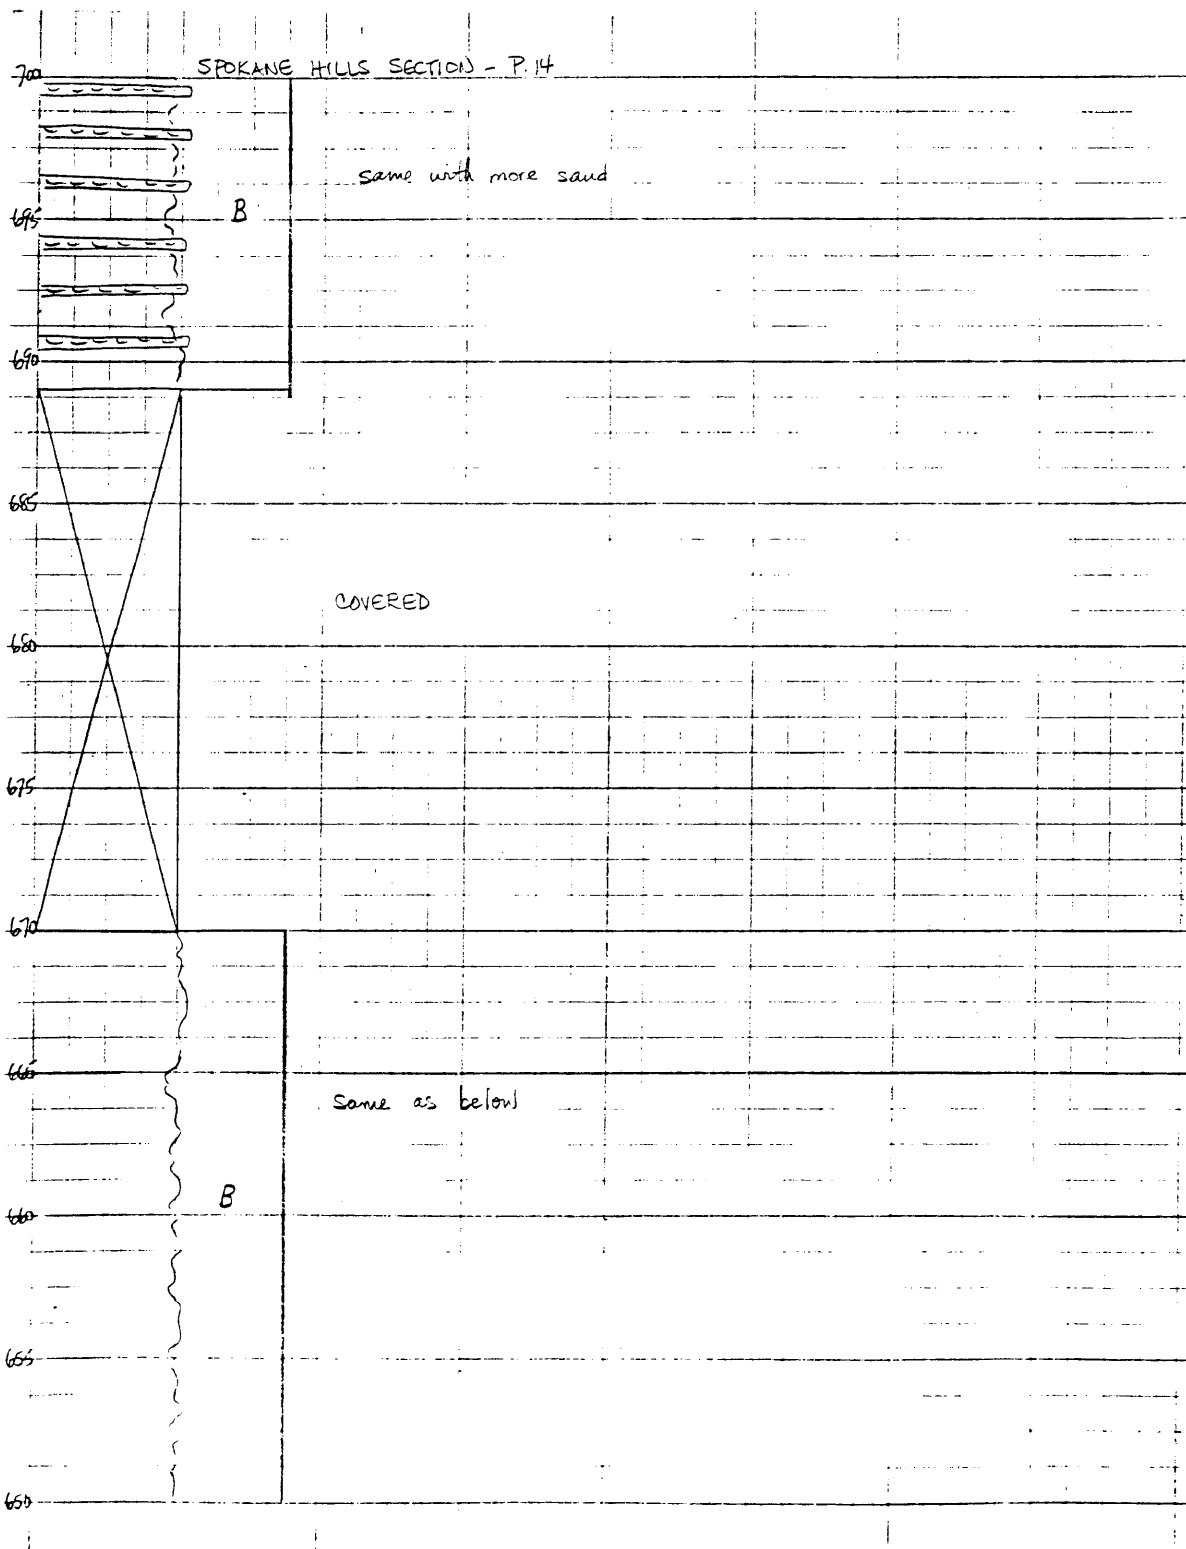 SPOKANE HILLS SECTION - P. 14
700
same with more sand
695
B
690
685
COVERED
680
675
670
665
same as below
B
660
655
650